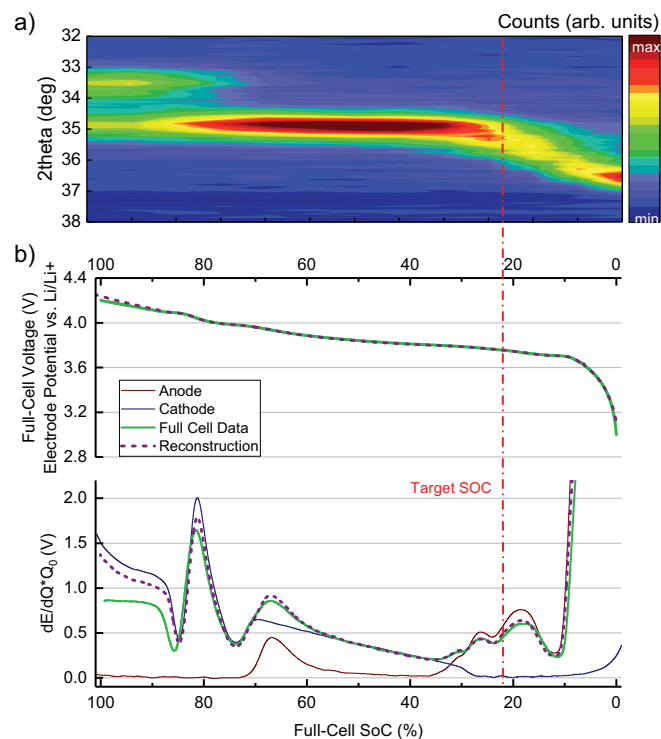 a)
Counts (arb. units)
32
33
34
35
36
37
38
2theta (deg)
max
min
b)
100 80 60 40 20 0
4.4
4.0
3.6
3.2
2.8
Full-Cell Voltage (V)
Electrode Potential vs. Li/Li+
Anode
Cathode
Full Cell Data
Reconstruction
Target SOC
2.0
1.5
1.0
0.5
0.0
dE/dQ*Q0 (V)
100 80 60 40 20 0
Full-Cell SoC (%)